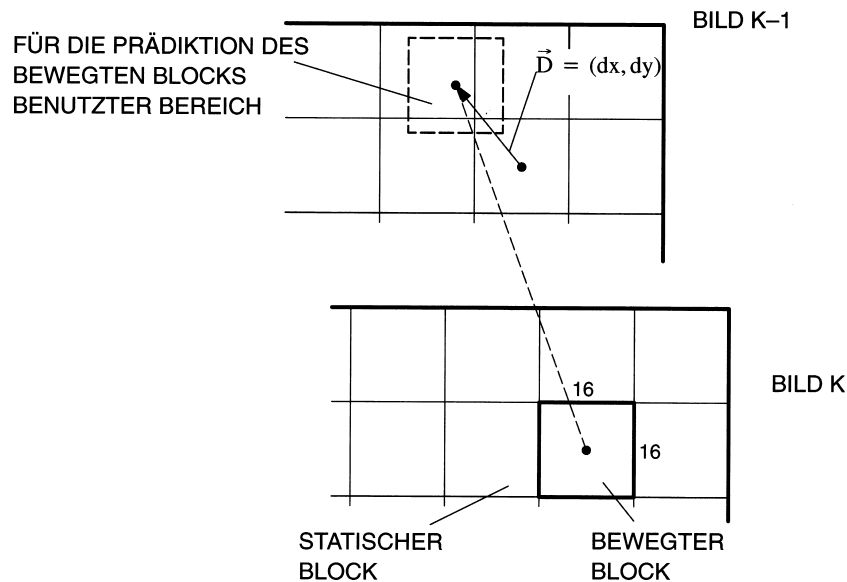 BILD K–1
FÜR DIE PRÄDIKTION DES
BEWEGTEN BLOCKS
BENUTZTER BEREICH
D⃗ = (dx, dy)
BILD K
16
16
STATISCHER
BLOCK
BEWEGTER
BLOCK